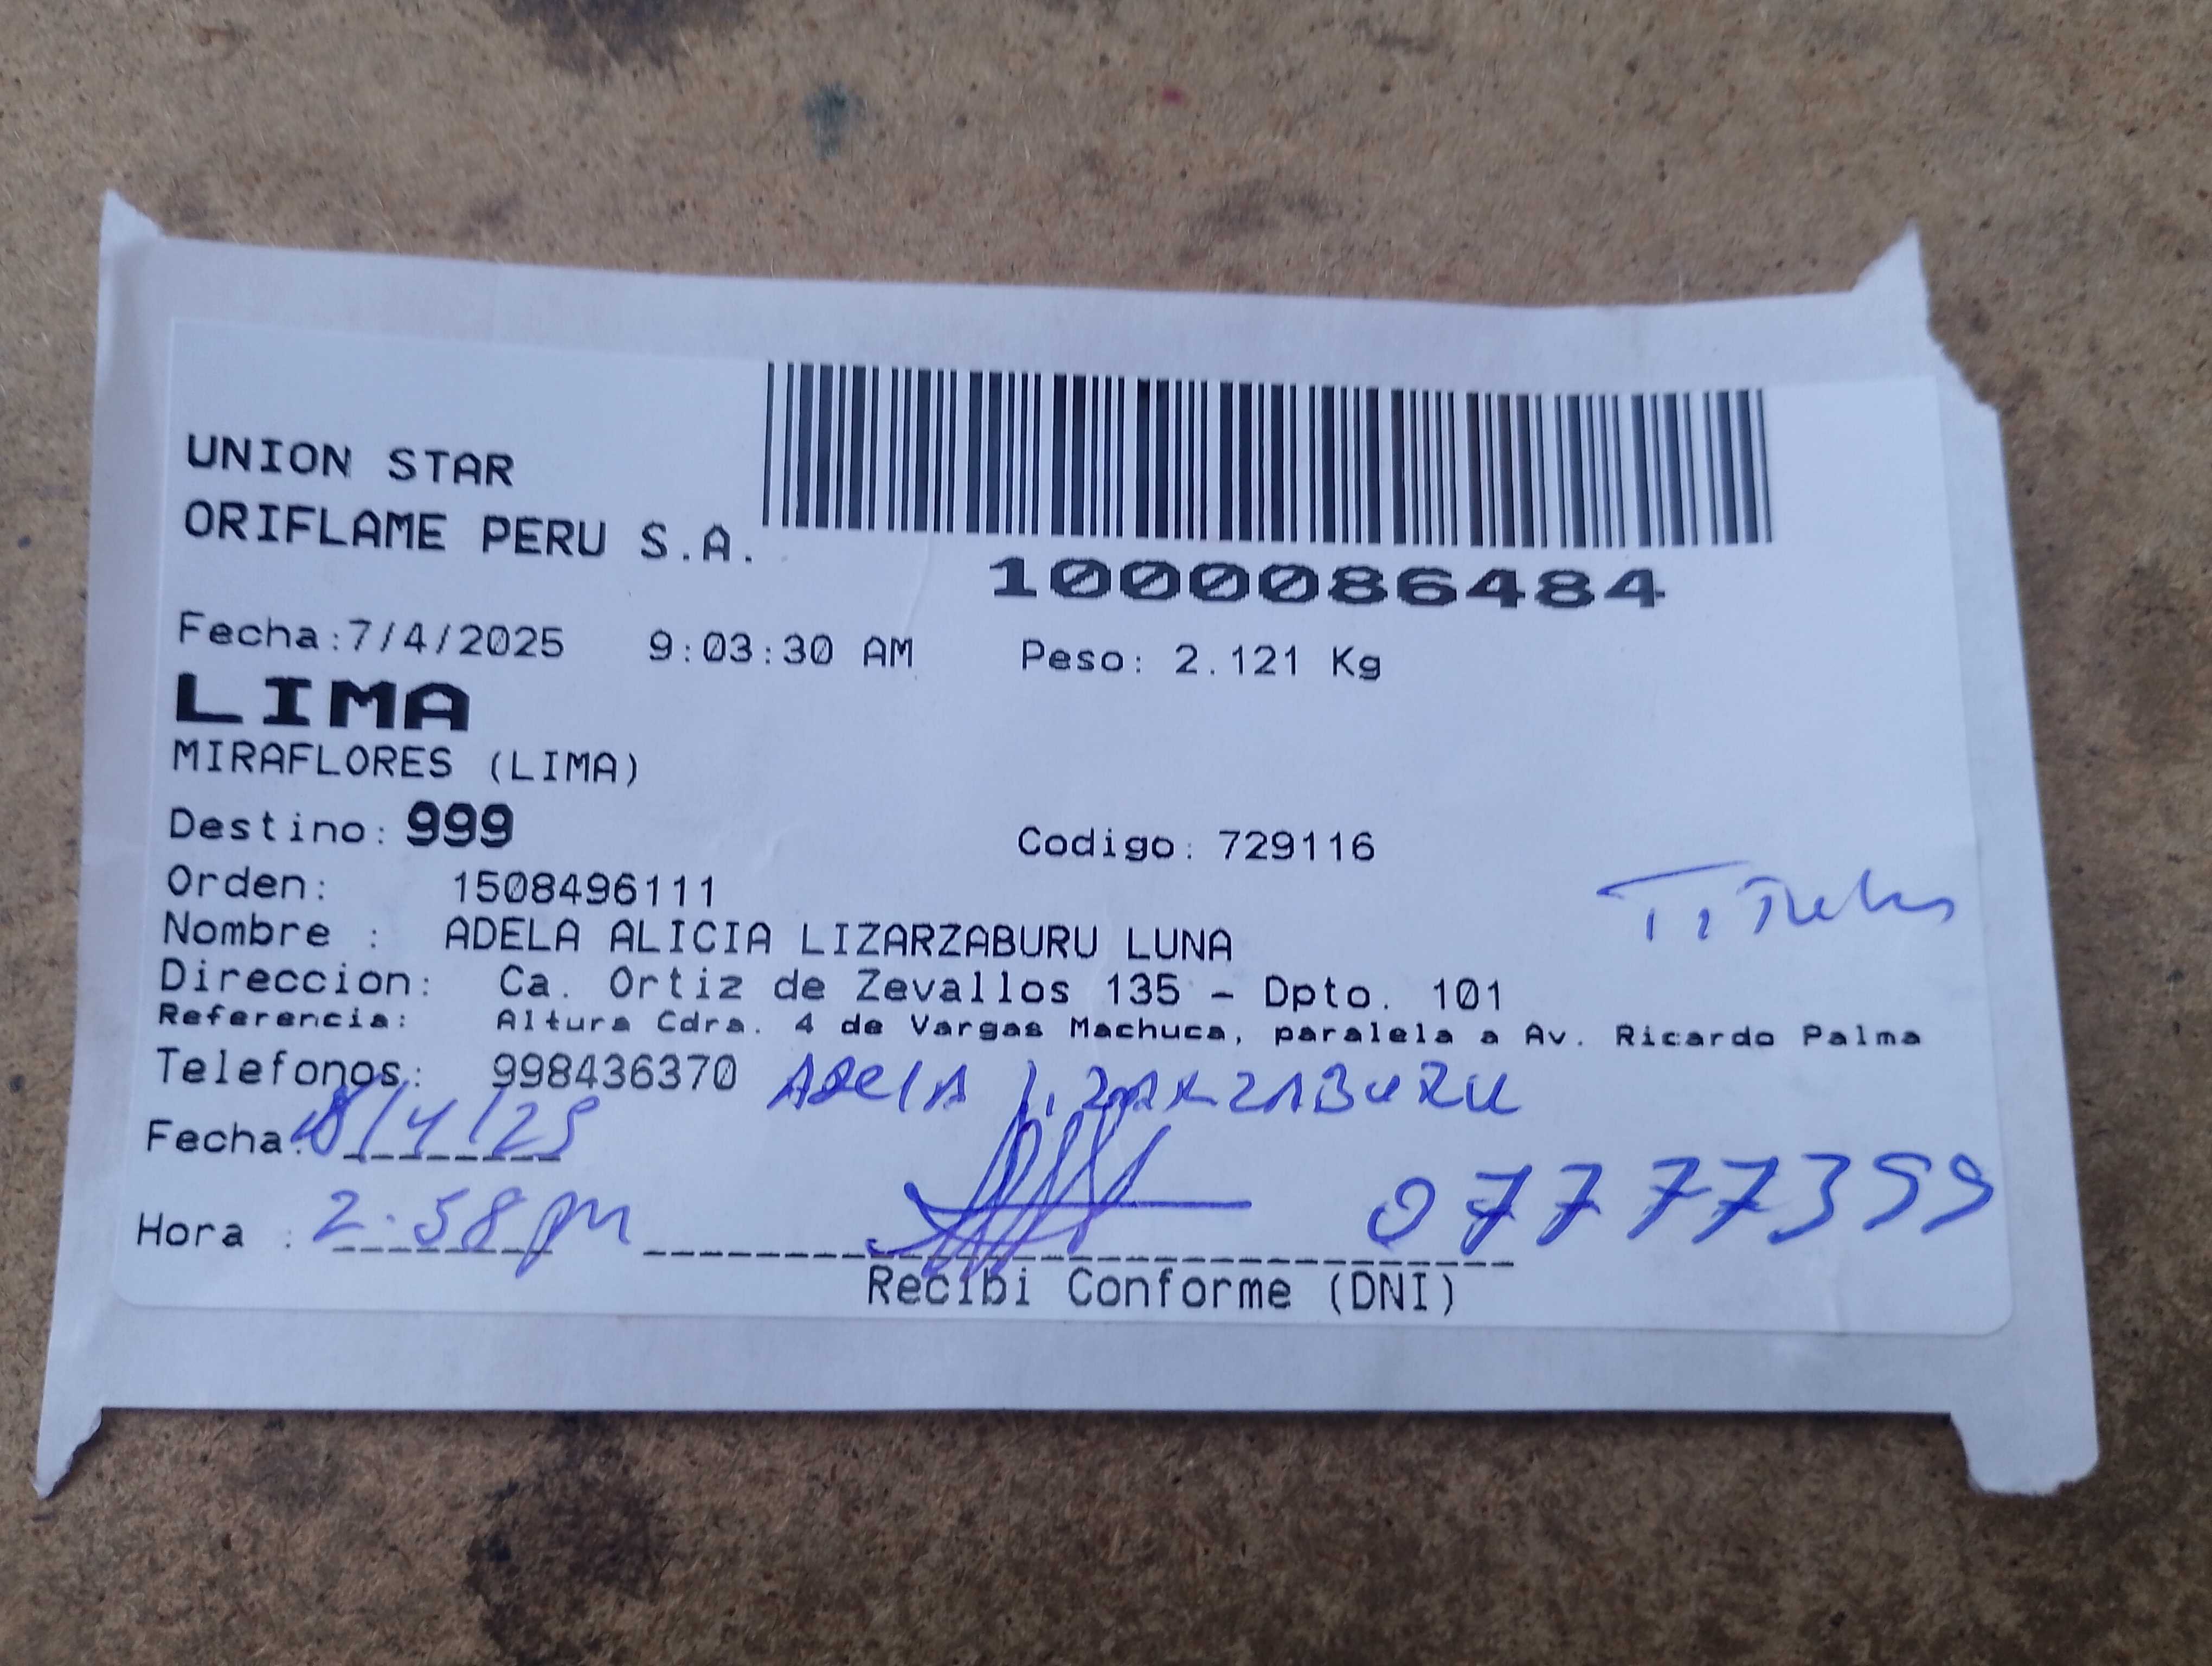 UNION STAR
ORIFLAME PERU S.A.
1000086484
Fecha:7/4/2025 9:03:30 AM Peso: 2.121 Kg
LIMA
MIRAFLORES (LIMA)
Destino: 999 Codigo: 729116
Orden: 1508496111
Titular
Nombre : ADELA ALICIA LIZARZABURU LUNA
Direccion: Ca. Ortiz de Zevallos 135 - Dpto. 101
Referencia: Altura Cdra. 4 de Vargas Machuca, paralela a Av. Ricardo Palma
Telefonos: 998436370 ADelA LIZARZABURU
Fecha: 8/4/25
Hora : 2:58 pm 07777399
Recibi Conforme (DNI)